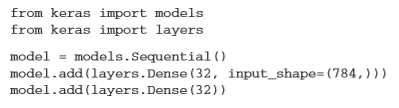 from keras import models
from keras import layers
model = models.Sequential()
model.add(layers.Dense(32, input_shape=(784,)))
model.add(layers.Dense(32))